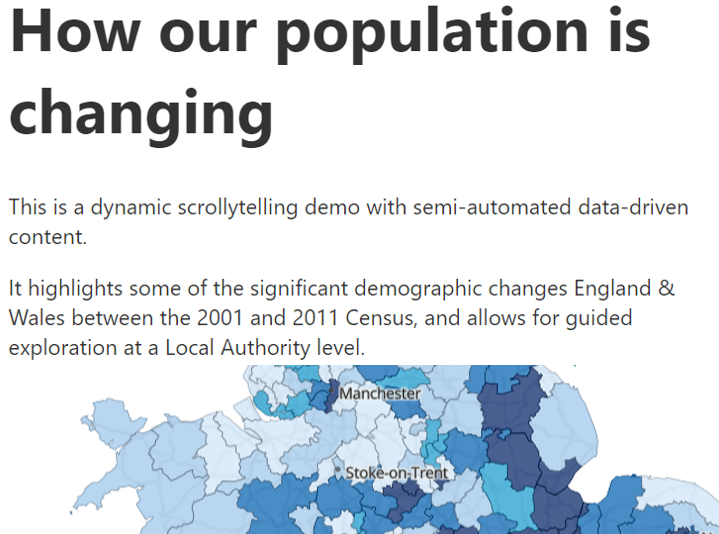 How our population is
changing
This is a dynamic scrollytelling demo with semi-automated data-driven
content.
It highlights some of the significant demographic changes England &
Wales between the 2001 and 2011 Census, and allows for guided
exploration at a Local Authority level.
Manchester
Stoke-on-Trent